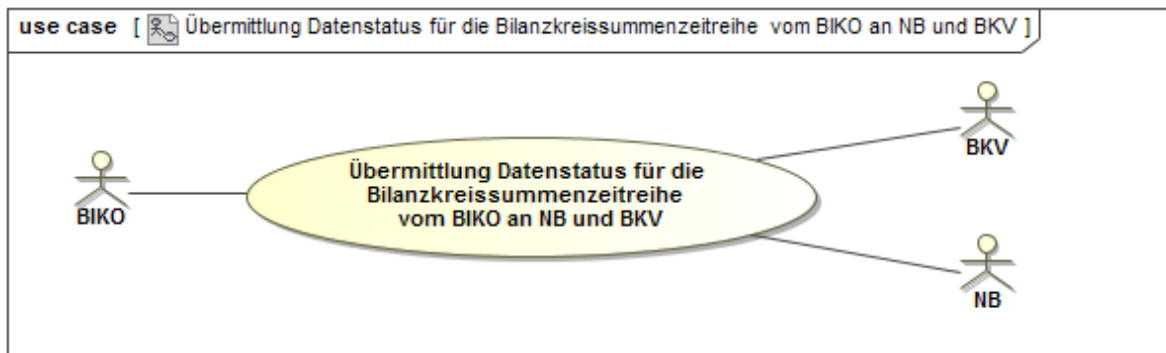 use case [ Übermittlung Datenstatus für die Bilanzkreissummenzeitreihe vom BIKO an NB und BKV ]
BKV
Übermittlung Datenstatus für die
Bilanzkreissummenzeitreihe
vom BIKO an NB und BKV
BIKO
NB